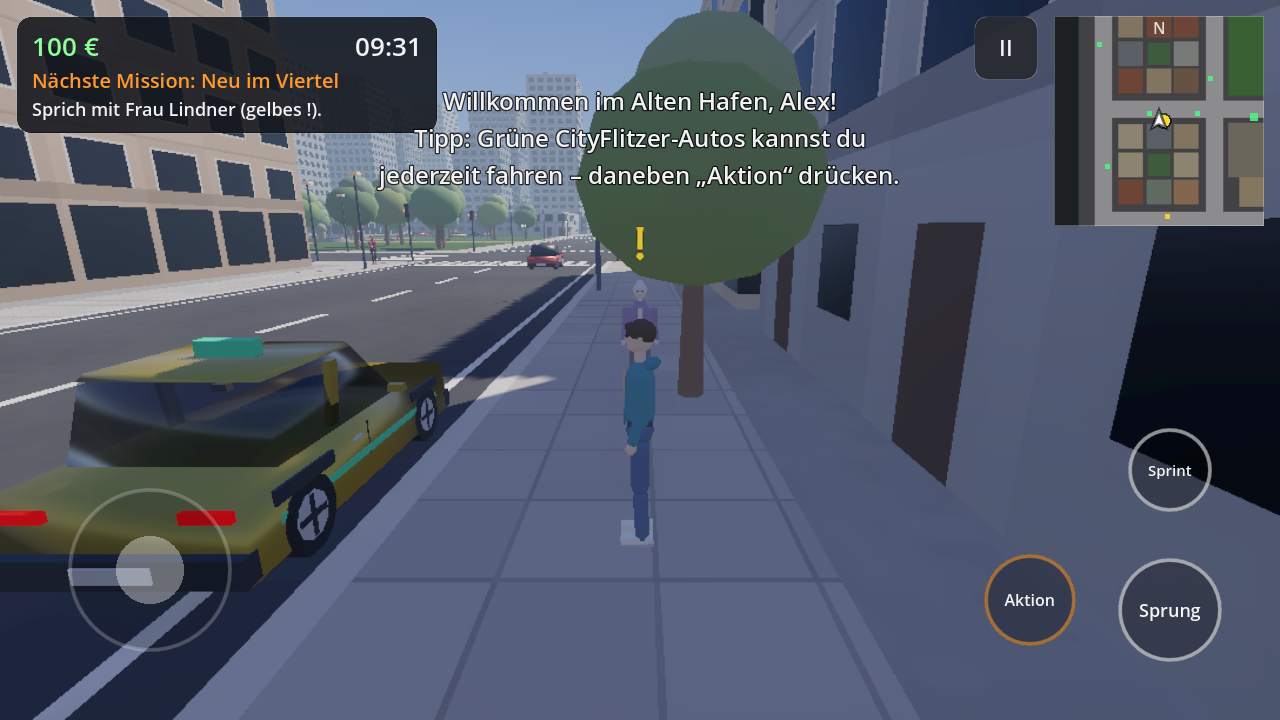 100 €
09:31
Nächste Mission: Neu im Viertel
Sprich mit Frau Lindner (gelbes !).
Willkommen im Alten Hafen, Alex!
Tipp: Grüne CityFlitzer-Autos kannst du
jederzeit fahren – daneben „Aktion“ drücken.
N
!
Sprint
Aktion
Sprung